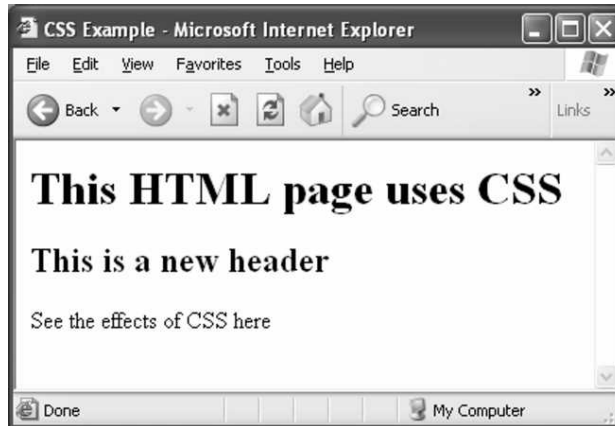 CSS Example - Microsoft Internet Explorer
File Edit View Favorites Tools Help
Back Search » Links »
This HTML page uses CSS
This is a new header
See the effects of CSS here
Done My Computer